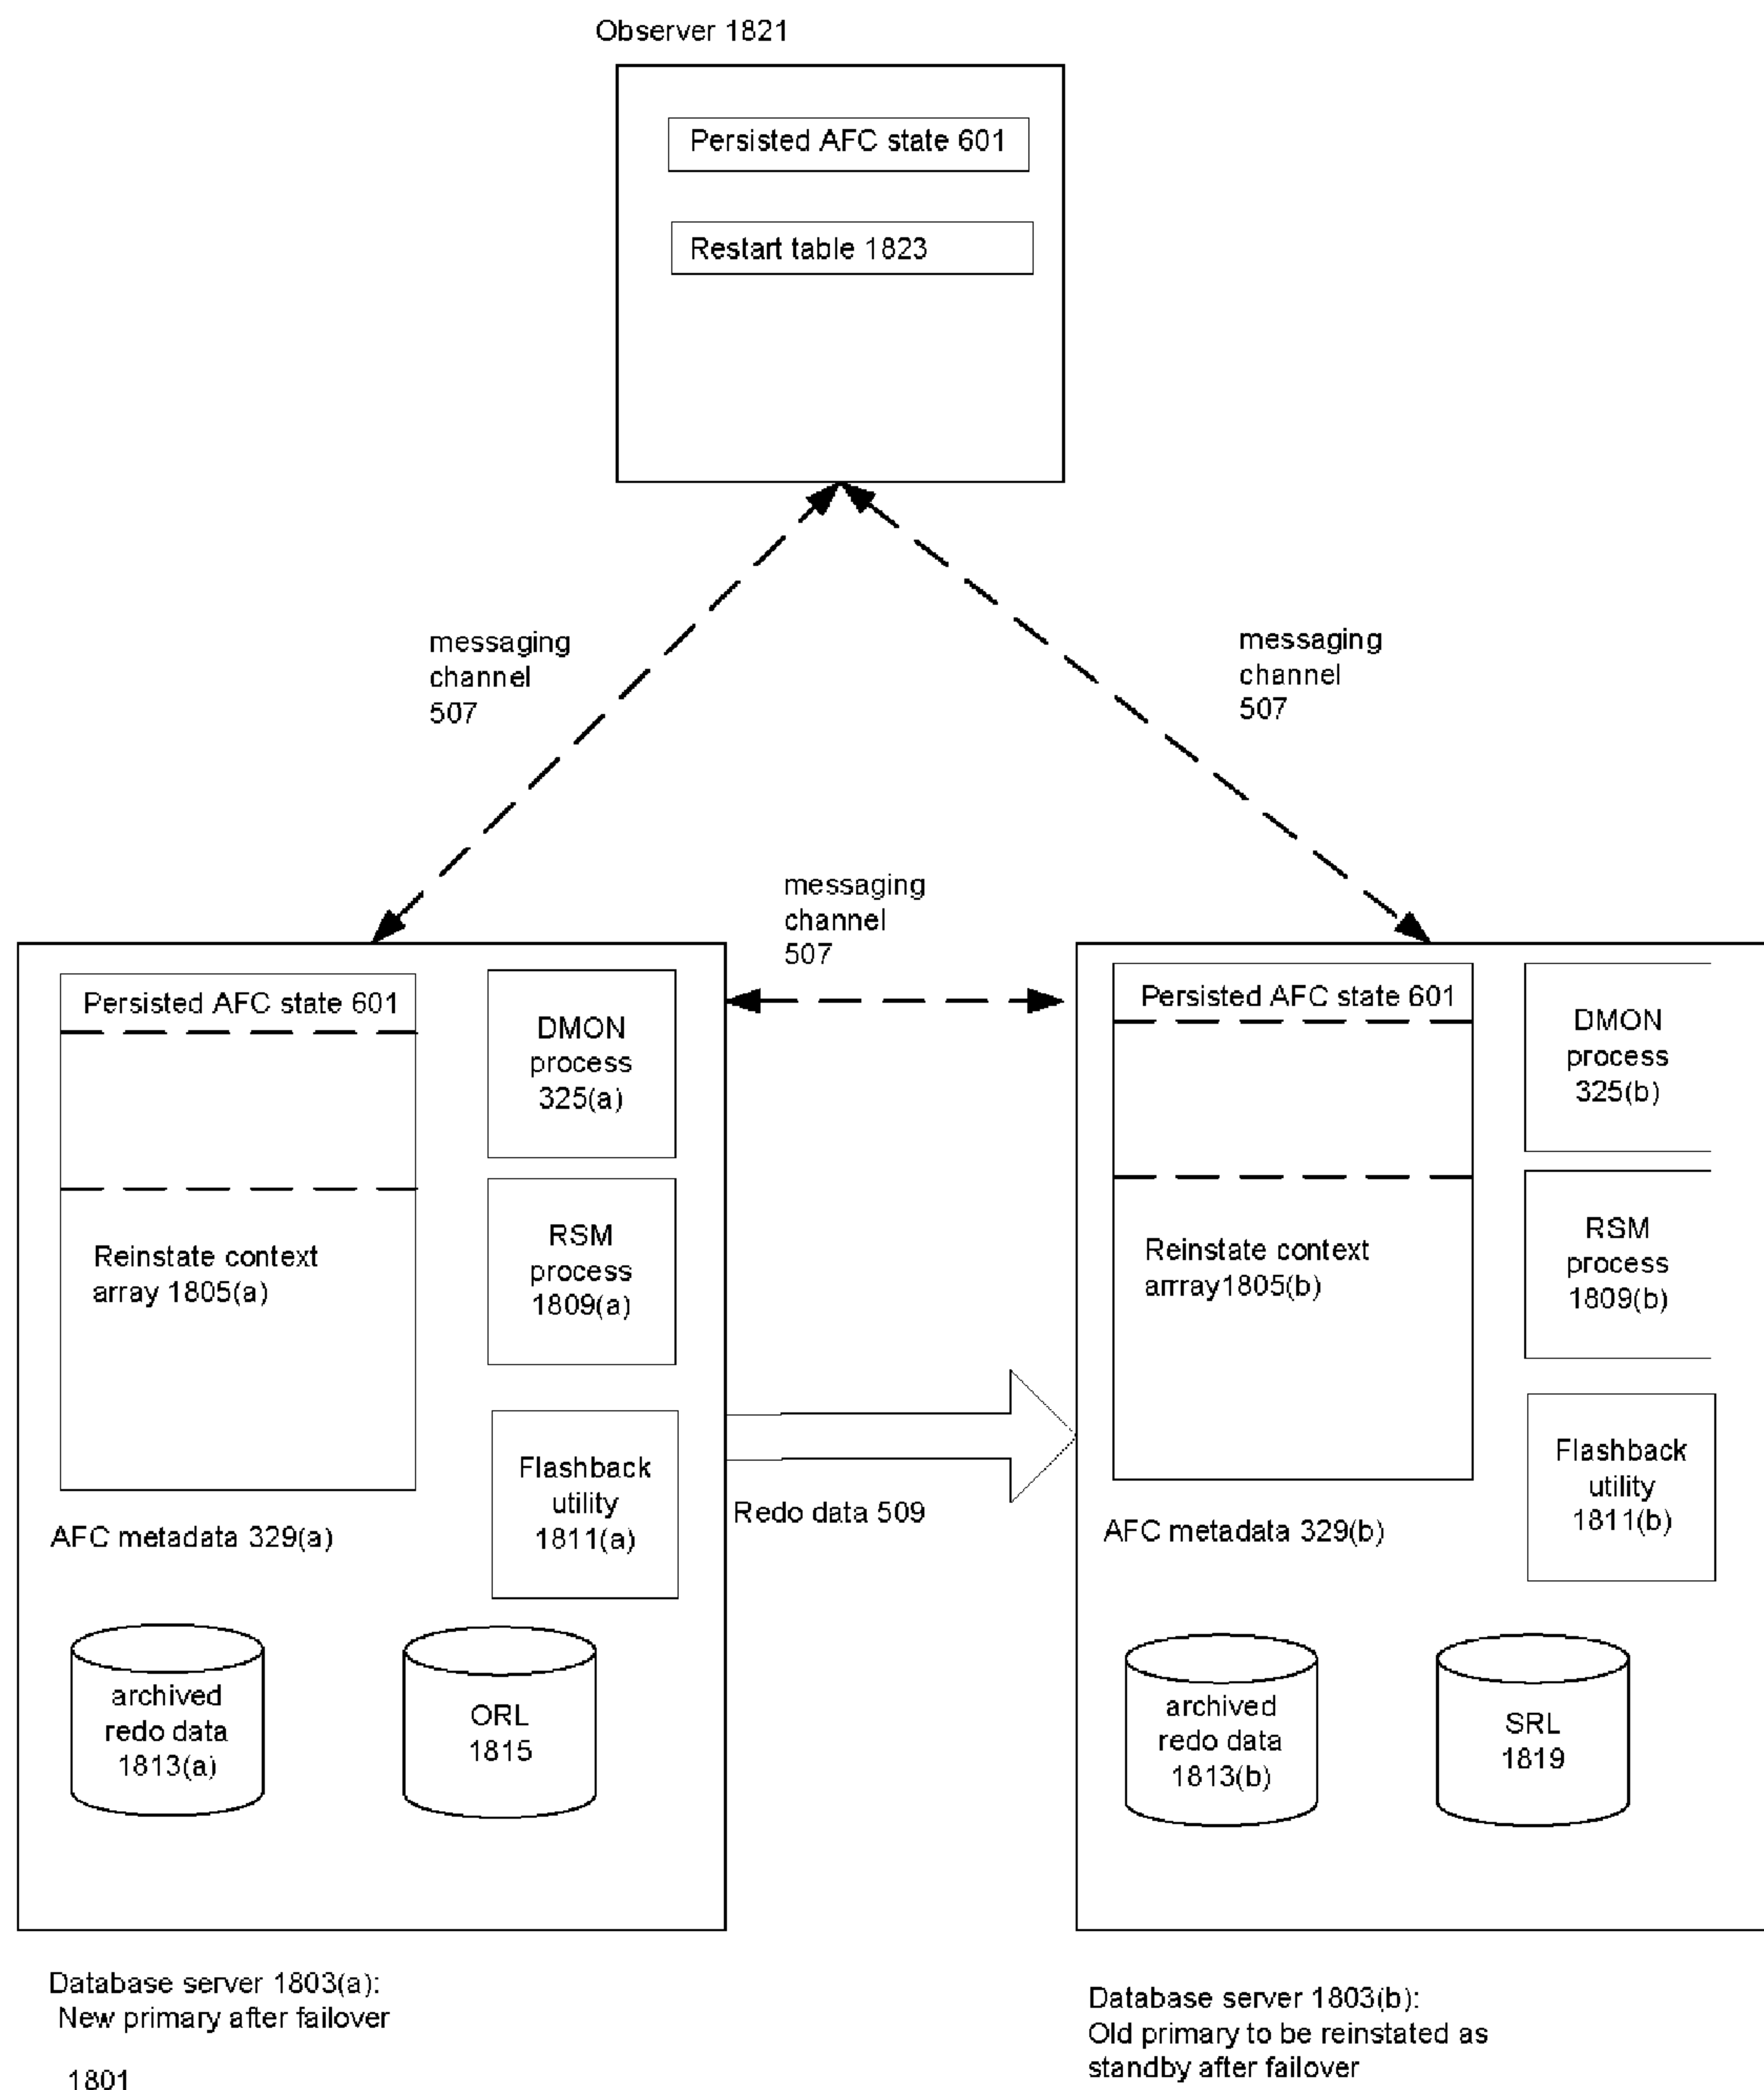 Observer 1821
Persisted AFC state 601
Restart table 1823
messaging
channel
507
messaging
channel
507
messaging
channel
507
Persisted AFC state 601
Reinstate context
array 1805(a)
AFC metadata 329(a)
DMON
process
325(a)
RSM
process
1809(a)
Flashback
utility
1811(a)
archived
redo data
1813(a)
ORL
1815
Redo data 509
Persisted AFC state 601
Reinstate context
arrray1805(b)
AFC metadata 329(b)
DMON
process
325(b)
RSM
process
1809(b)
Flashback
utility
1811(b)
archived
redo data
1813(b)
SRL
1819
Database server 1803(a):
New primary after failover
1801
Database server 1803(b):
Old primary to be reinstated as
standby after failover